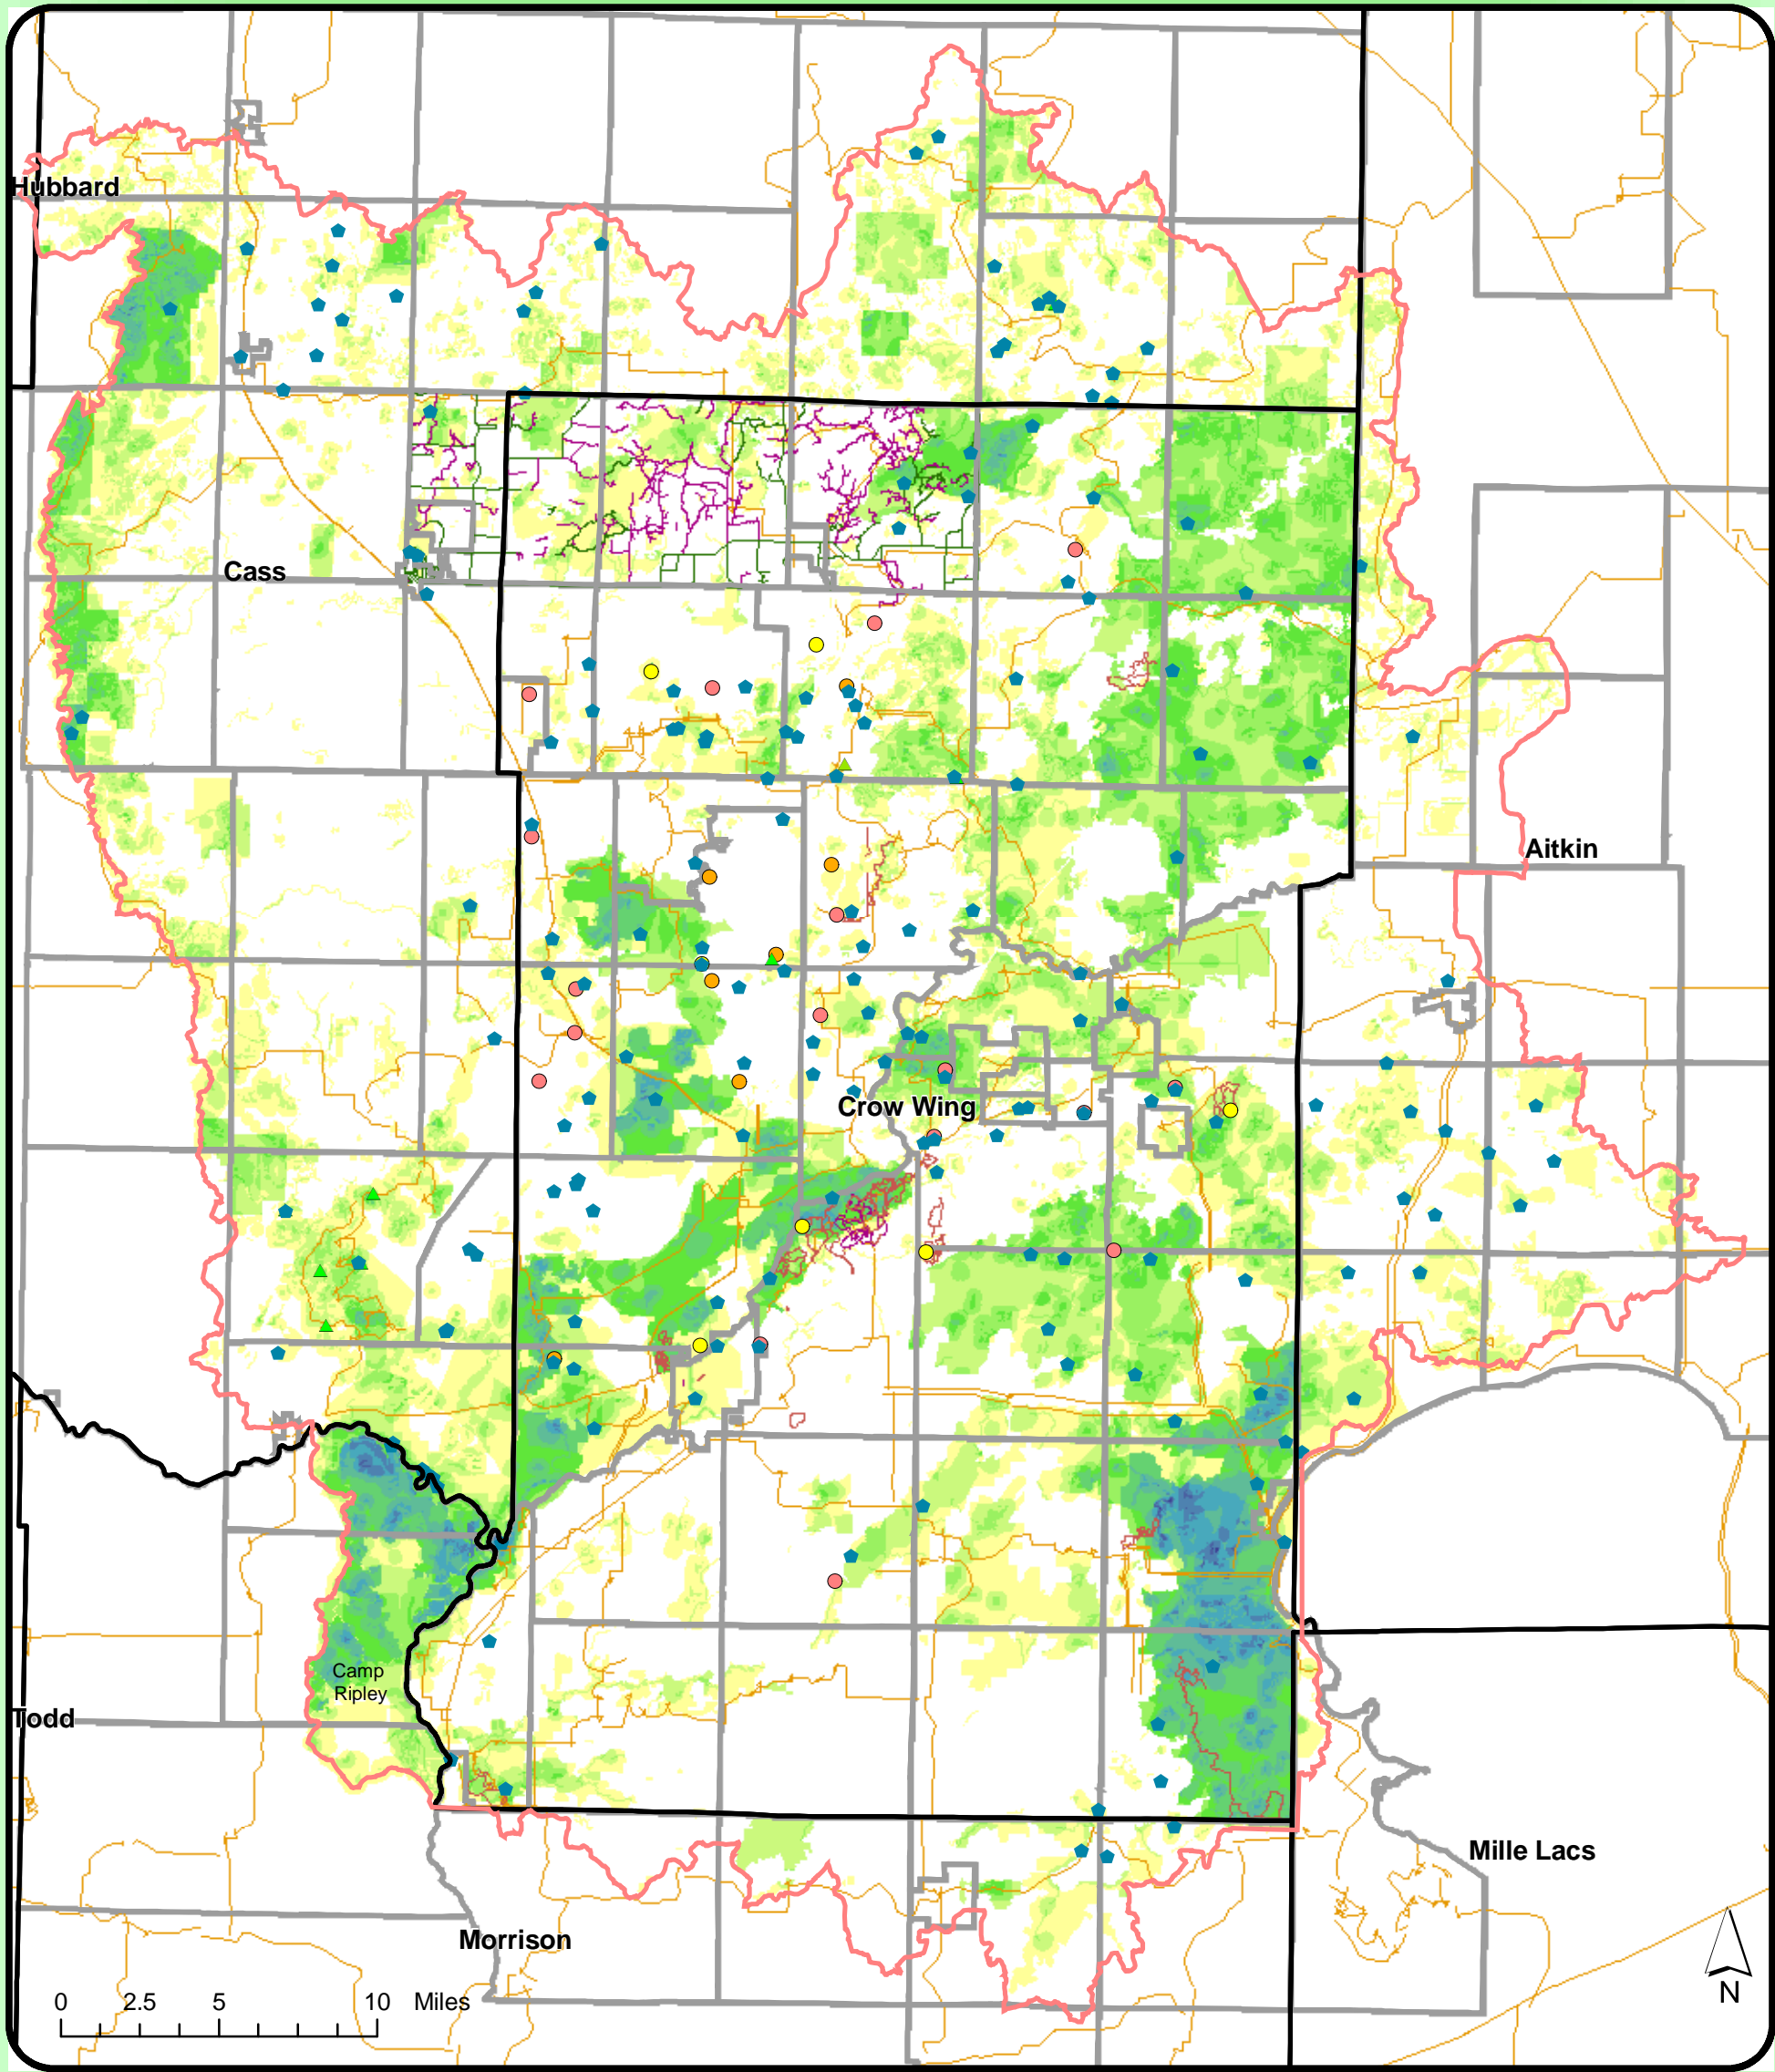 Hubbard
Cass
Aitkin
Crow Wing
Camp
Ripley
Todd
Mille Lacs
Morrison
0 2.5 5 10 Miles
N